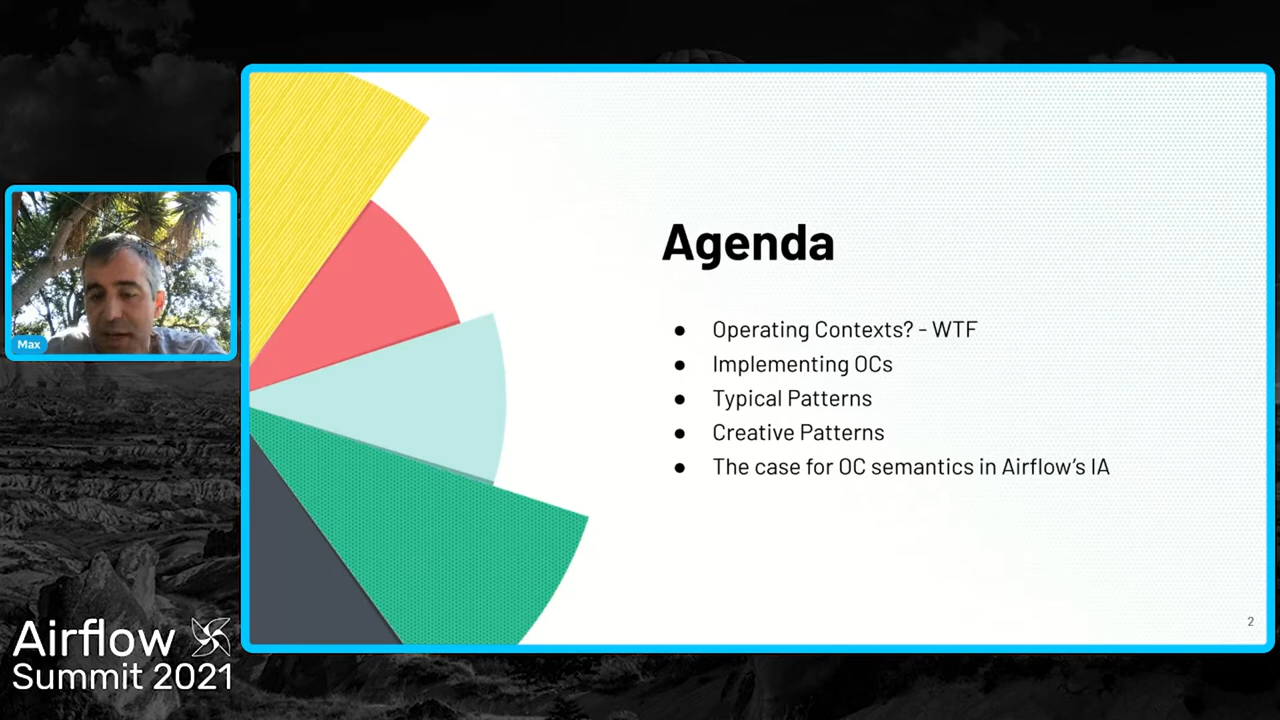 Agenda
● Operating Contexts? - WTF
● Implementing OCs
● Typical Patterns
● Creative Patterns
● The case for OC semantics in Airflow's IA
2
Max
Airflow
Summit 2021